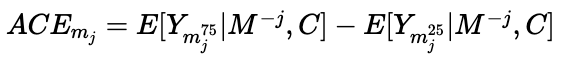 $ACE_{m_j} = E[Y_{m_j^{75}}|M^{-j}, C] - E[Y_{m_j^{25}}|M^{-j}, C]$